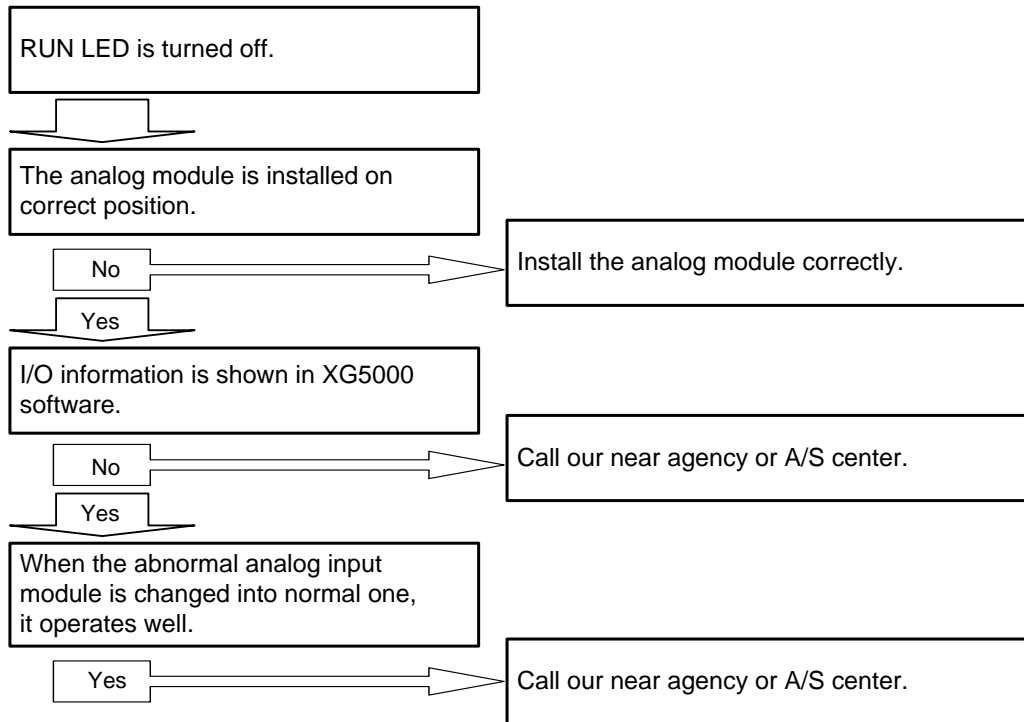 RUN LED is turned off.
The analog module is installed on
correct position.
No
Install the analog module correctly.
Yes
I/O information is shown in XG5000
software.
No
Call our near agency or A/S center.
Yes
When the abnormal analog input
module is changed into normal one,
it operates well.
Yes
Call our near agency or A/S center.